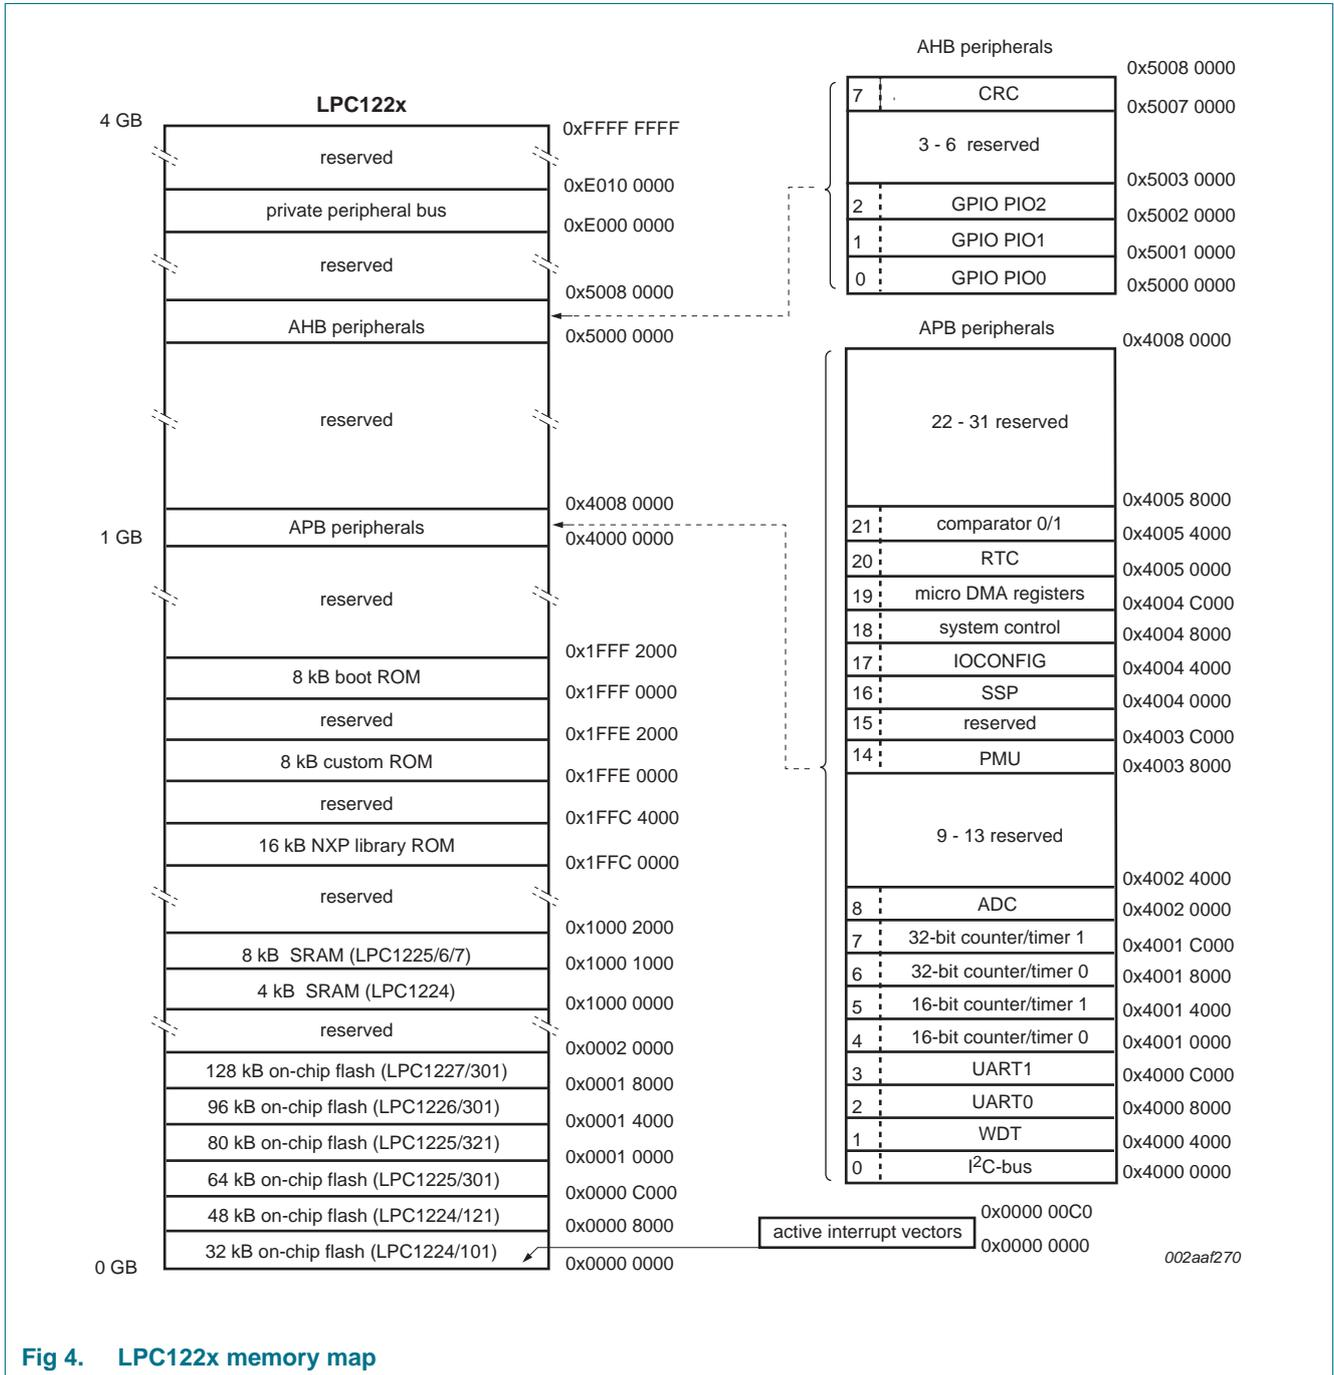 LPC122x
4 GB
0xFFFF FFFF
reserved
0xE010 0000
private peripheral bus
0xE000 0000
reserved
0x5008 0000
AHB peripherals
0x5000 0000
reserved
0x4008 0000
APB peripherals
1 GB
0x4000 0000
reserved
0x1FFF 2000
8 kB boot ROM
0x1FFF 0000
reserved
0x1FFE 2000
8 kB custom ROM
0x1FFE 0000
reserved
0x1FFC 4000
16 kB NXP library ROM
0x1FFC 0000
reserved
0x1000 2000
8 kB SRAM (LPC1225/6/7)
0x1000 1000
4 kB SRAM (LPC1224)
0x1000 0000
reserved
0x0002 0000
128 kB on-chip flash (LPC1227/301)
0x0001 8000
96 kB on-chip flash (LPC1226/301)
0x0001 4000
80 kB on-chip flash (LPC1225/321)
0x0001 0000
64 kB on-chip flash (LPC1225/301)
0x0000 C000
48 kB on-chip flash (LPC1224/121)
0x0000 8000
32 kB on-chip flash (LPC1224/101)
0x0000 0000
0 GB
AHB peripherals
0x5008 0000
7 CRC
0x5007 0000
3 - 6 reserved
0x5003 0000
2 GPIO PIO2
0x5002 0000
1 GPIO PIO1
0x5001 0000
0 GPIO PIO0
0x5000 0000
APB peripherals
0x4008 0000
22 - 31 reserved
0x4005 8000
21 comparator 0/1
0x4005 4000
20 RTC
0x4005 0000
19 micro DMA registers
0x4004 C000
18 system control
0x4004 8000
17 IOCONFIG
0x4004 4000
16 SSP
0x4004 0000
15 reserved
0x4003 C000
14 PMU
0x4003 8000
9 - 13 reserved
0x4002 4000
8 ADC
0x4002 0000
7 32-bit counter/timer 1
0x4001 C000
6 32-bit counter/timer 0
0x4001 8000
5 16-bit counter/timer 1
0x4001 4000
4 16-bit counter/timer 0
0x4001 0000
3 UART1
0x4000 C000
2 UART0
0x4000 8000
1 WDT
0x4000 4000
0 I²C-bus
0x4000 0000
0x0000 00C0
active interrupt vectors
0x0000 0000
002aaf270
Fig 4. LPC122x memory map